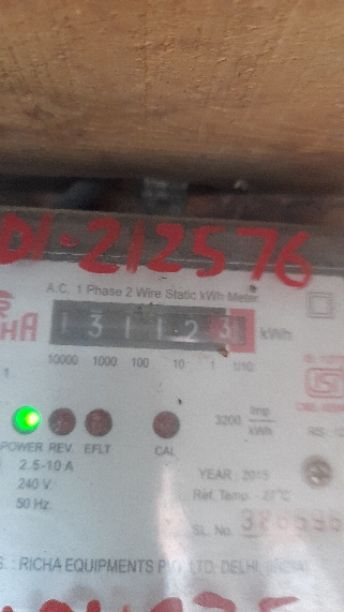 DI-212576
A.C. 1 Phase 2 Wire Static kWh Meter
HA 131123 kWh
10000 1000 100 10 1 1/10
3200 imp/kWh
POWER REV. EFLT CAL
2.5-10 A
240 V.
50 Hz.
YEAR : 2015
Ref. Temp. - 27°C
SL. No.
RICHA EQUIPMENTS PVT. LTD. DELHI, (INDIA)